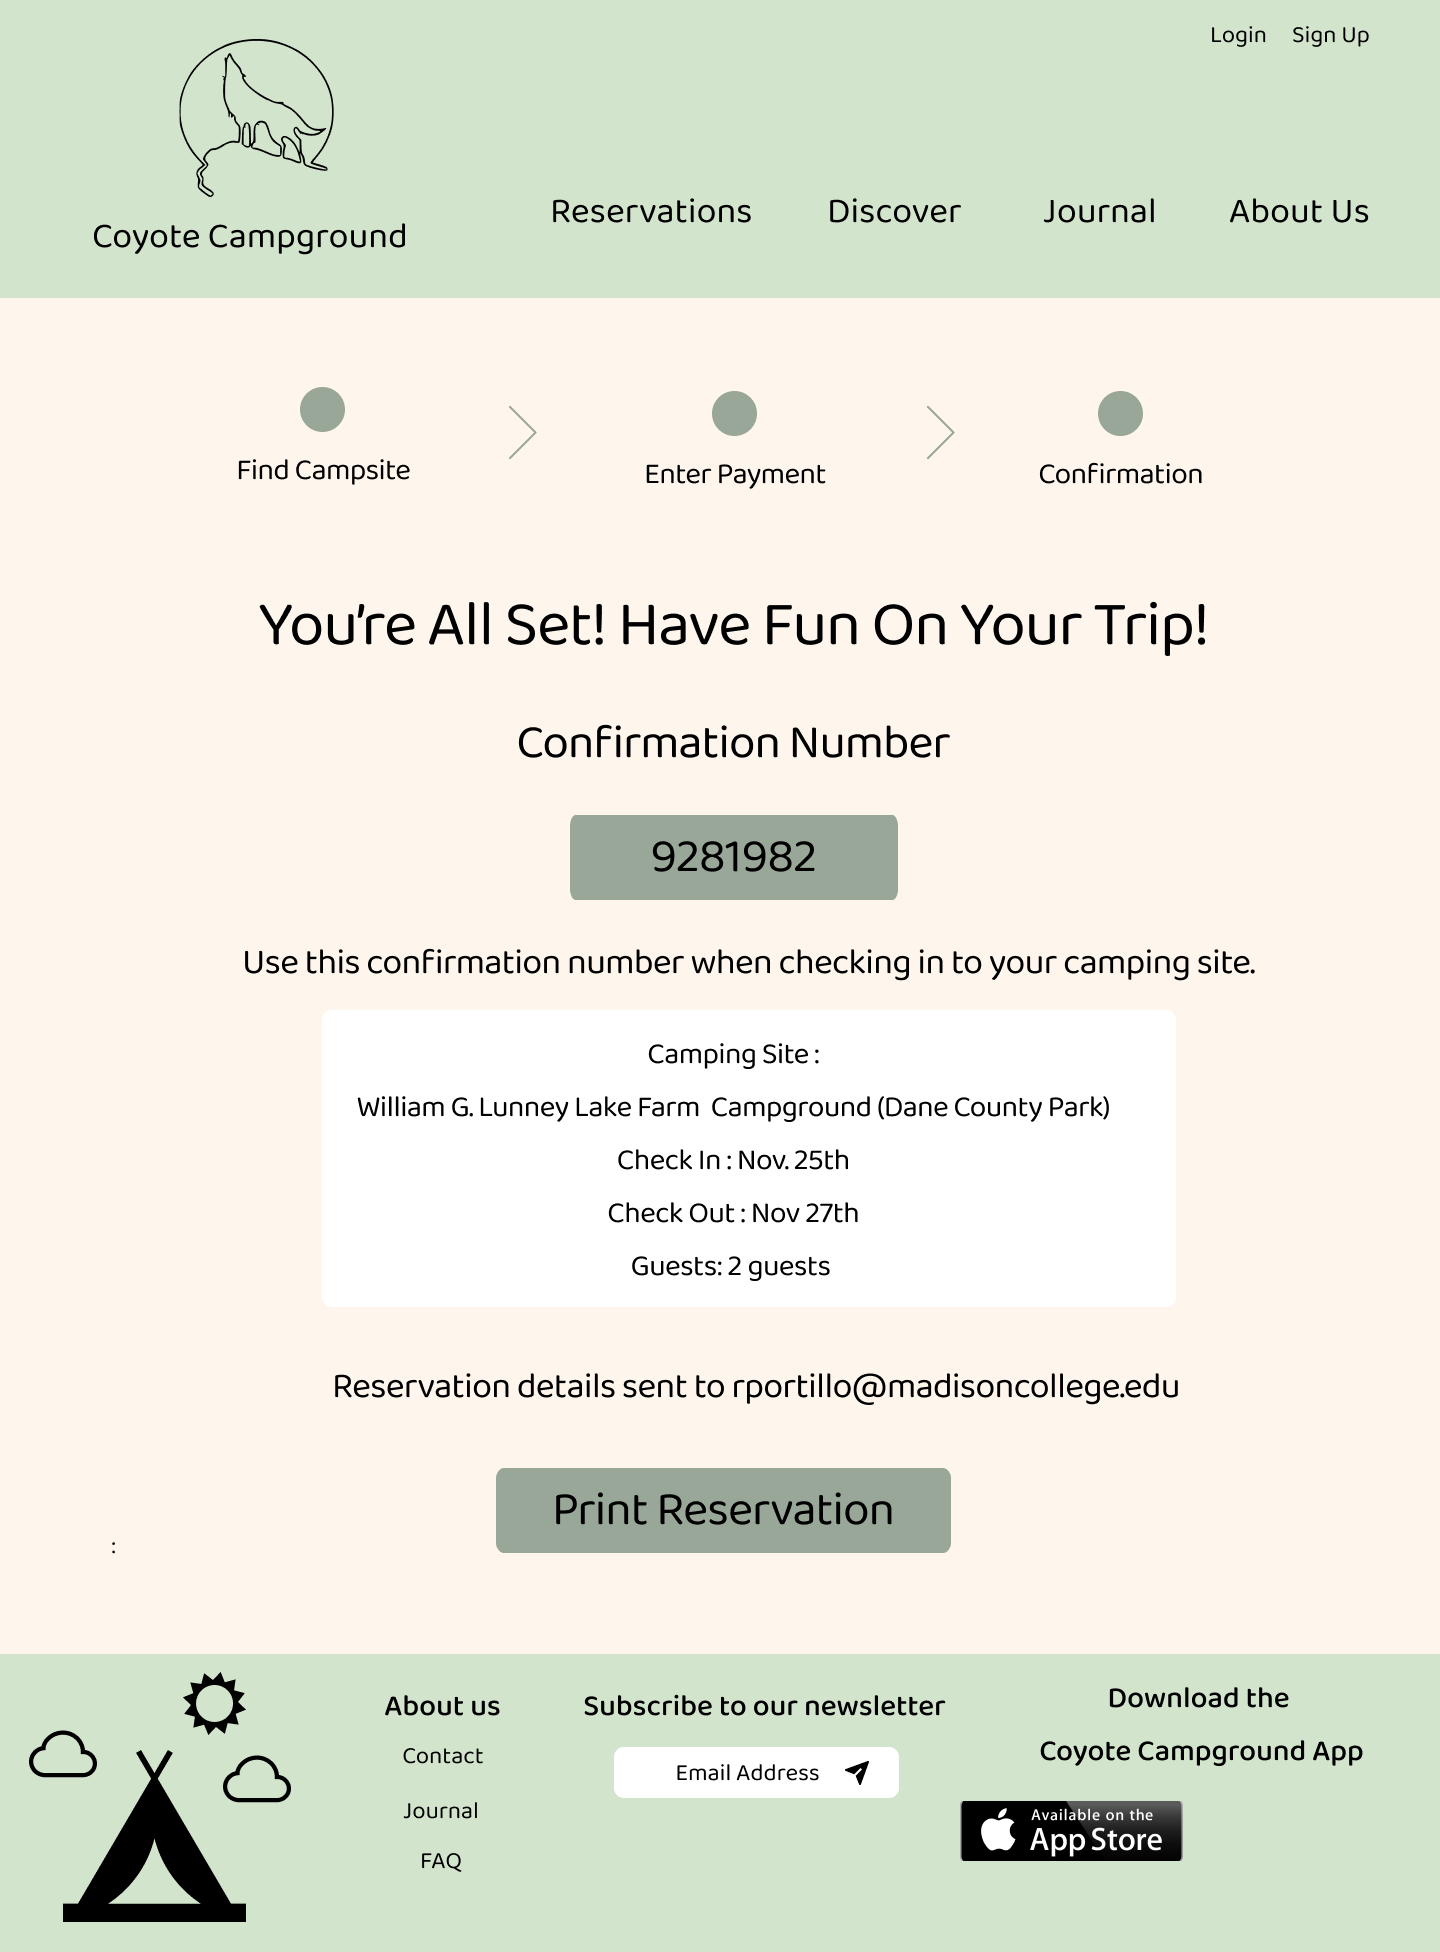 Login Sign Up
Coyote Campground
Reservations Discover Journal About Us
Find Campsite
Enter Payment
Confirmation
You're All Set! Have Fun On Your Trip!
Confirmation Number
9281982
Use this confirmation number when checking in to your camping site.
Camping Site :
William G. Lunney Lake Farm Campground (Dane County Park)
Check In : Nov. 25th
Check Out : Nov 27th
Guests: 2 guests
Reservation details sent to rportillo@madisoncollege.edu
Print Reservation
:
About us
Contact
Journal
FAQ
Subscribe to our newsletter
Email Address
Download the
Coyote Campground App
Available on the
App Store